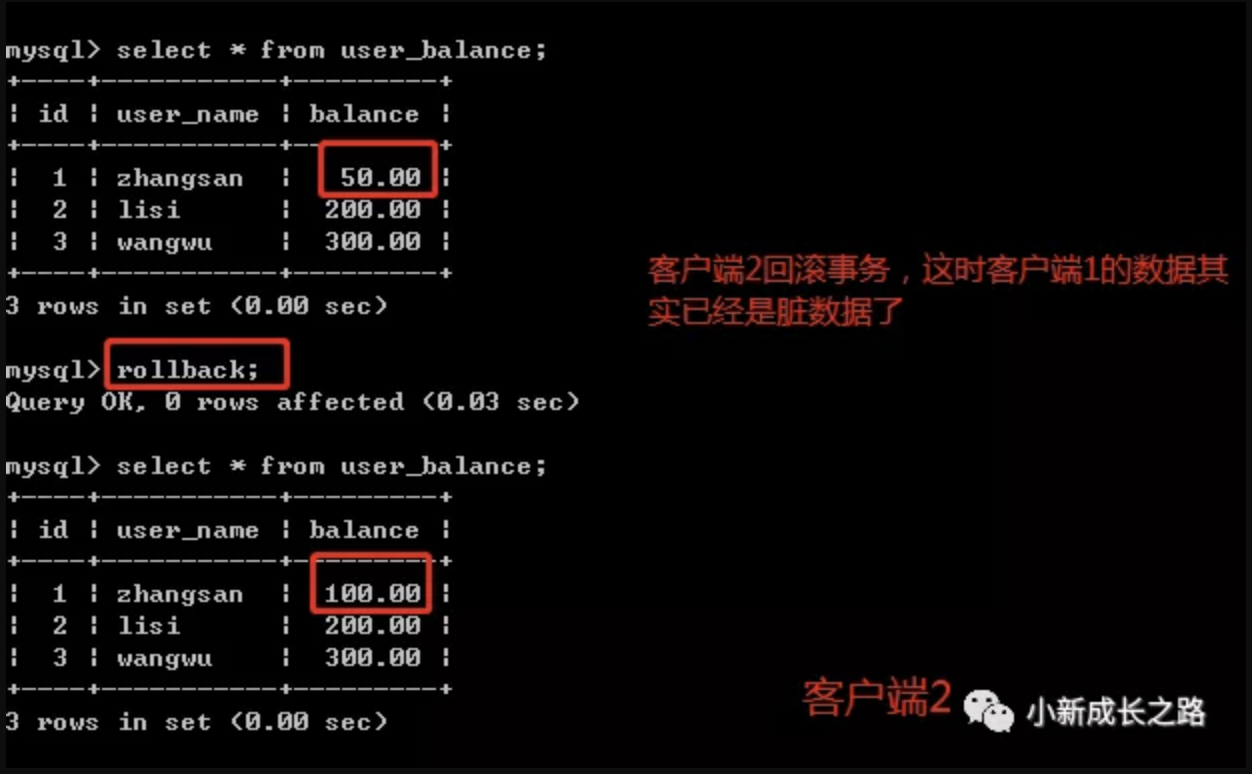 mysql> select * from user_balance;
+----+-----------+---------+
| id | user_name | balance |
+----+-----------+---------+
| 1 | zhangsan | 50.00 |
| 2 | lisi | 200.00 |
| 3 | wangwu | 300.00 |
+----+-----------+---------+
3 rows in set (0.00 sec)
客户端2回滚事务，这时客户端1的数据其
实已经是脏数据了
mysql> rollback;
Query OK, 0 rows affected (0.03 sec)
mysql> select * from user_balance;
+----+-----------+---------+
| id | user_name | balance |
+----+-----------+---------+
| 1 | zhangsan | 100.00 |
| 2 | lisi | 200.00 |
| 3 | wangwu | 300.00 |
+----+-----------+---------+
3 rows in set (0.00 sec)
客户端2
小新成长之路